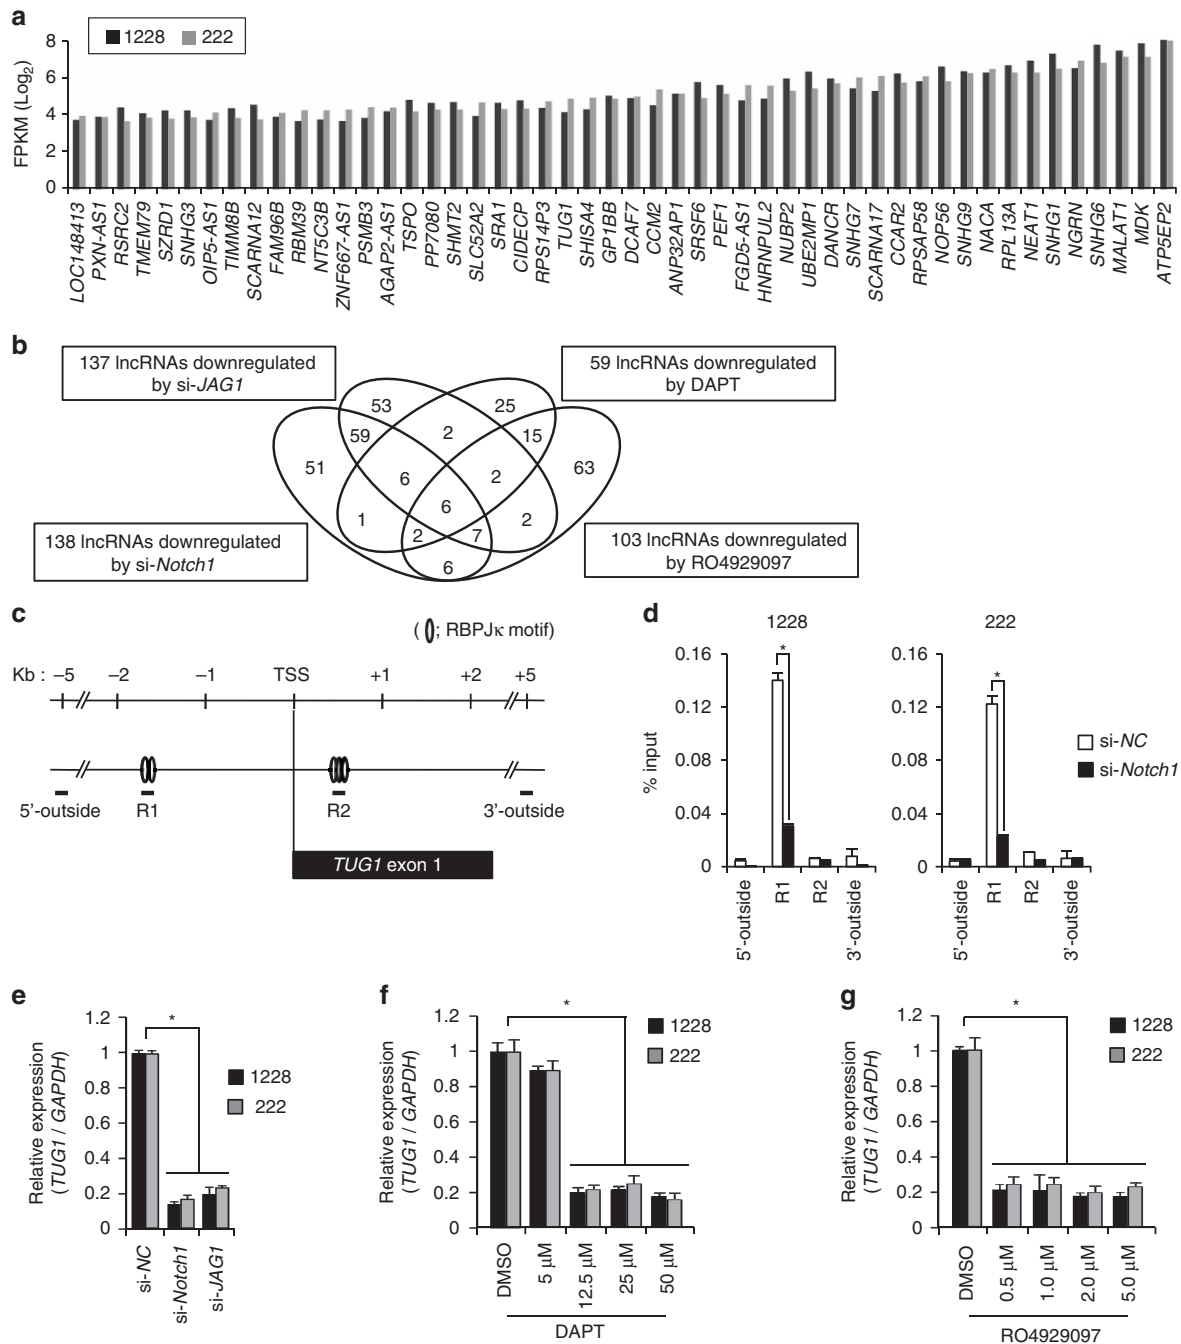 a
1228 222
FPKM (Log2)
8
6
4
2
0
LOC148413
PXN-AS1
RSRC2
TMEM79
SZRD1
SNHG3
OIP5-AS1
TIMM8B
SCARNA12
FAM96B
RBM39
NT5C3B
ZNF667-AS1
PSMB3
AGAP2-AS1
TSPO
PP7080
SHMT2
SLC52A2
SRA1
CIDECP
RPS14P3
TUG1
SHISA4
GP1BB
DCAF7
CCM2
ANP32AP1
SRSF6
PEF1
FGD5-AS1
HNRNPUL2
NUBP2
UBE2MP1
DANCR
SNHG7
SCARNA17
CCAR2
RPSAP58
NOP56
SNHG9
NACA
RPL13A
NEAT1
SNHG1
NGRN
SNHG6
MALAT1
MDK
ATP5EP2
b
137 lncRNAs downregulated
by si-JAG1
59 lncRNAs downregulated
by DAPT
138 lncRNAs downregulated
by si-Notch1
103 lncRNAs downregulated
by RO4929097
53 25
59 2 15
51 6 2 63
1 6 2
2 7
6
c
( ; RBPJκ motif)
Kb : –5 –2 –1 TSS +1 +2 +5
5’-outside R1 R2 3’-outside
TUG1 exon 1
d
1228
% input
0.16
0.12
0.08
0.04
0
*
5’-outside
R1
R2
3’-outside
222
0.16
0.12
0.08
0.04
0
*
5’-outside
R1
R2
3’-outside
si-NC
si-Notch1
e
Relative expression
(TUG1 / GAPDH)
1.2
1
0.8
0.6
0.4
0.2
0
*
1228
222
si-NC
si-Notch1
si-JAG1
f
Relative expression
(TUG1 / GAPDH)
1.2
1
0.8
0.6
0.4
0.2
0
*
1228
222
DMSO
5 μM
12.5 μM
25 μM
50 μM
DAPT
g
Relative expression
(TUG1 / GAPDH)
1.2
1
0.8
0.6
0.4
0.2
0
*
1228
222
DMSO
0.5 μM
1.0 μM
2.0 μM
5.0 μM
RO4929097